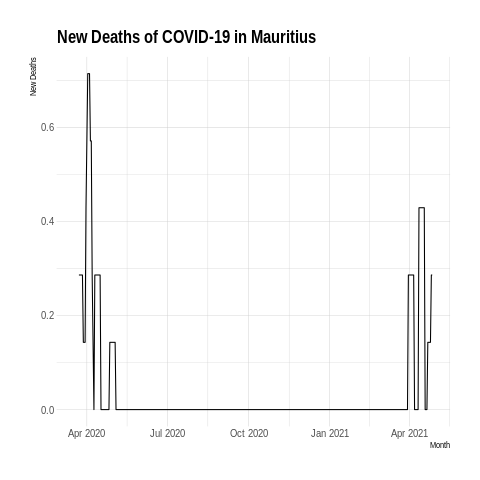 New Deaths of COVID-19 in Mauritius
New Deaths
0.6
0.4
0.2
0.0
Apr 2020 Jul 2020 Oct 2020 Jan 2021 Apr 2021
Month